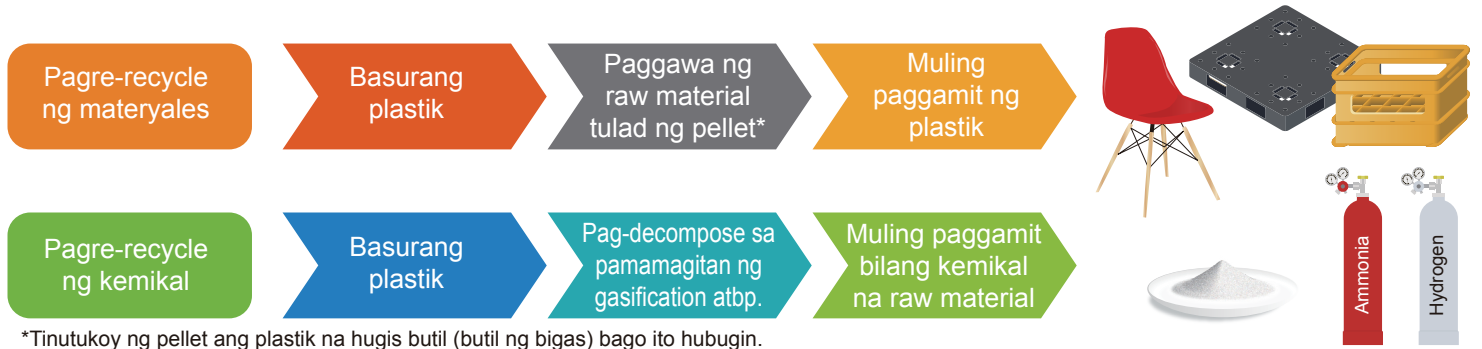 Pagre-recycle
ng materyales
Basurang
plastik
Paggawa ng
raw material
tulad ng pellet*
Muling
paggamit ng
plastik
Pagre-recycle
ng kemikal
Basurang
plastik
Pag-decompose sa
pamamagitan ng
gasification atbp.
Muling paggamit
bilang kemikal
na raw material
Ammonia
Hydrogen
*Tinutukoy ng pellet ang plastik na hugis butil (butil ng bigas) bago ito hubugin.